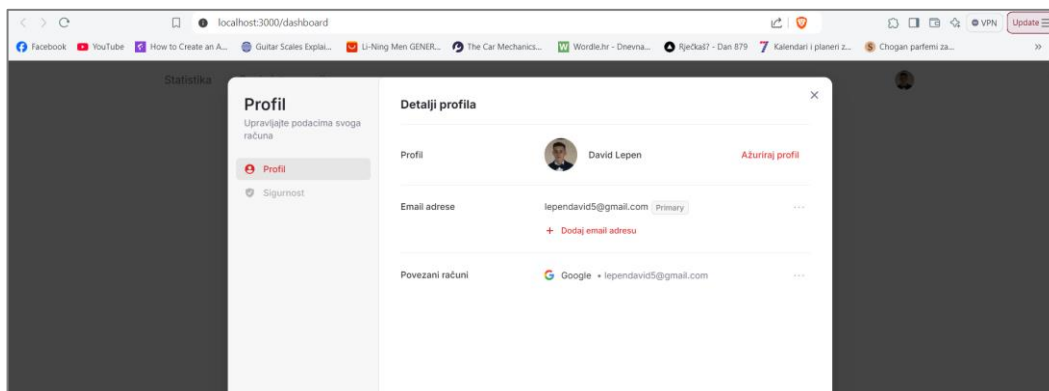 localhost:3000/dashboard
VPN
Update
Facebook
YouTube
How to Create an A...
Guitar Scales Explai...
Li-Ning Men GENER...
The Car Mechanics...
Wordle.hr - Dnevna...
Rječkaš? - Dan 879
Kalendari i planeri z...
Chogan parfemi za...
»
Statistika
Profil
Upravljajte podacima svoga
računa
Profil
Sigurnost
Detalji profila
Profil
David Lepen
Ažuriraj profil
Email adrese
lependavid5@gmail.com Primary
+ Dodaj email adresu
Povezani računi
Google • lependavid5@gmail.com